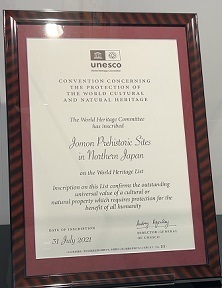 unesco
CONVENTION CONCERNING
THE PROTECTION OF
THE WORLD CULTURAL
AND NATURAL HERITAGE
The World Heritage Committee
has inscribed
Jomon Prehistoric Sites
in Northern Japan
on the World Heritage List
Inscription on this List confirms the outstanding
universal value of a cultural or
natural property which requires protection for the
benefit of all humanity
DATE OF INSCRIPTION
31 July 2021
DIRECTOR-GENERAL
OF UNESCO